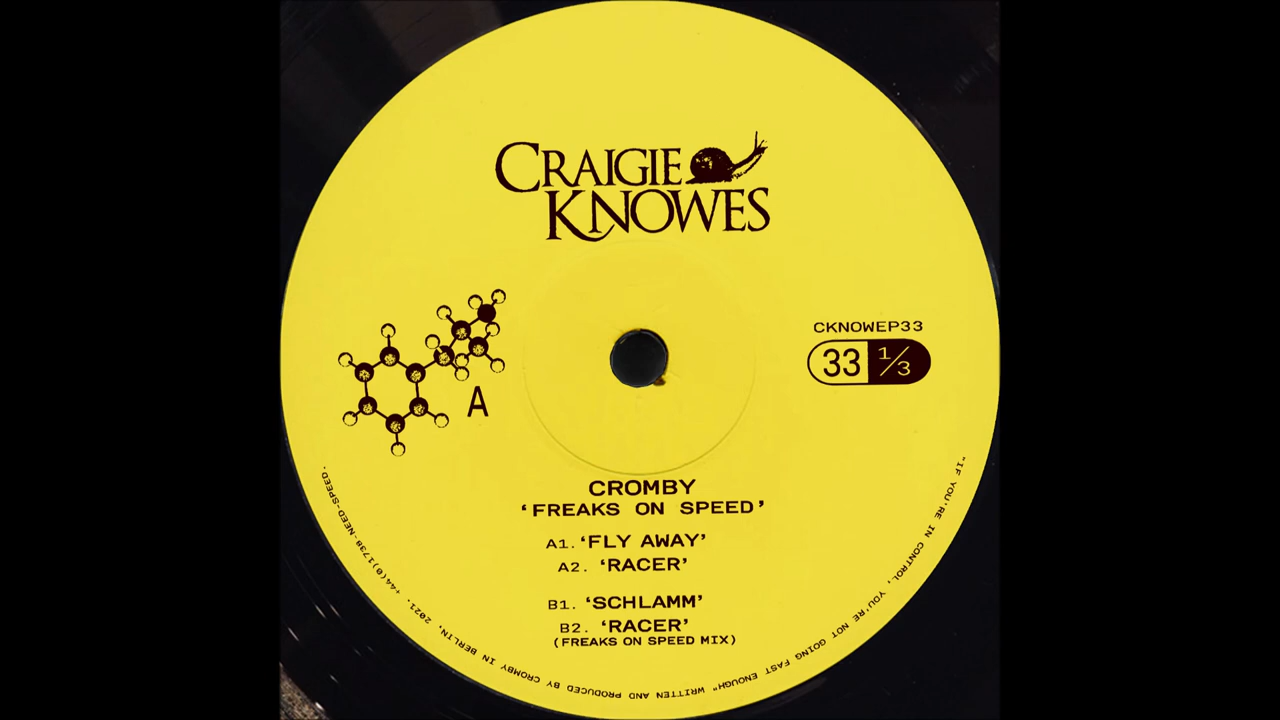 CRAIGIE
KNOWES
CKNOWEP33
33 1/3
A
CROMBY
‘FREAKS ON SPEED’
A1. ‘FLY AWAY’
A2. ‘RACER’
B1. ‘SCHLAMM’
B2. ‘RACER’
(FREAKS ON SPEED MIX)
"IF YOU'RE IN CONTROL, YOU'RE NOT GOING FAST ENOUGH" WRITTEN AND PRODUCED BY CROMBY IN BERLIN, 2021. +44(0)1738-NEED-SPEED.